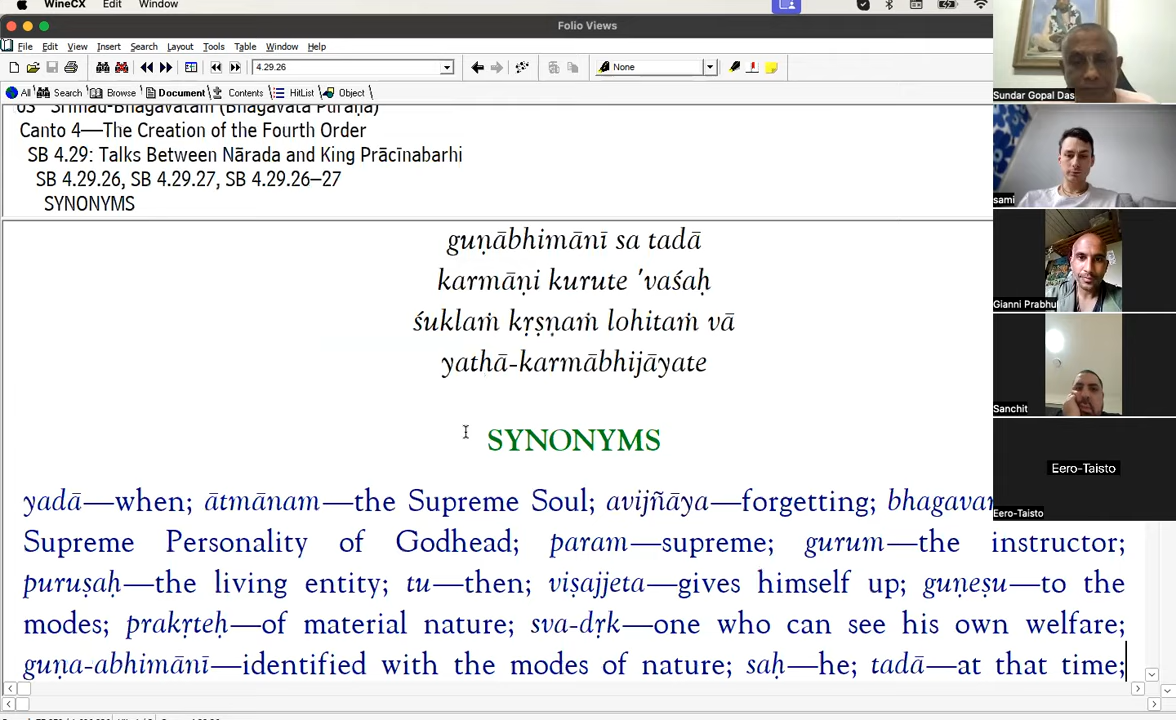 WineCX Edit Window
Folio Views
File Edit View Insert Search Layout Tools Table Window Help
4.29.26
None
All Search Browse Document Contents HitList Object
03 Śrīmad-Bhāgavatam (Bhāgavata Purāṇa)
Canto 4—The Creation of the Fourth Order
SB 4.29: Talks Between Nārada and King Prācīnabarhi
SB 4.29.26, SB 4.29.27, SB 4.29.26–27
SYNONYMS
guṇābhimānī sa tadā
karmāṇi kurute 'vaśaḥ
śuklaṁ kṛṣṇaṁ lohitaṁ vā
yathā-karmābhijāyate
SYNONYMS
yadā—when; ātmānam—the Supreme Soul; avijñāya—forgetting;
Supreme Personality of Godhead; param—supreme; gurum—the instructor;
puruṣaḥ—the living entity; tu—then; viṣajjeta—gives himself up; guṇeṣu—to the
modes; prakṛteḥ—of material nature; sva-dṛk—one who can see his own welfare;
guṇa-abhimānī—identified with the modes of nature; saḥ—he; tadā—at that time;
Sundar Gopal Das
sami
Gianni Prabhu
Sanchit
Eero-Taisto
Eero-Taisto